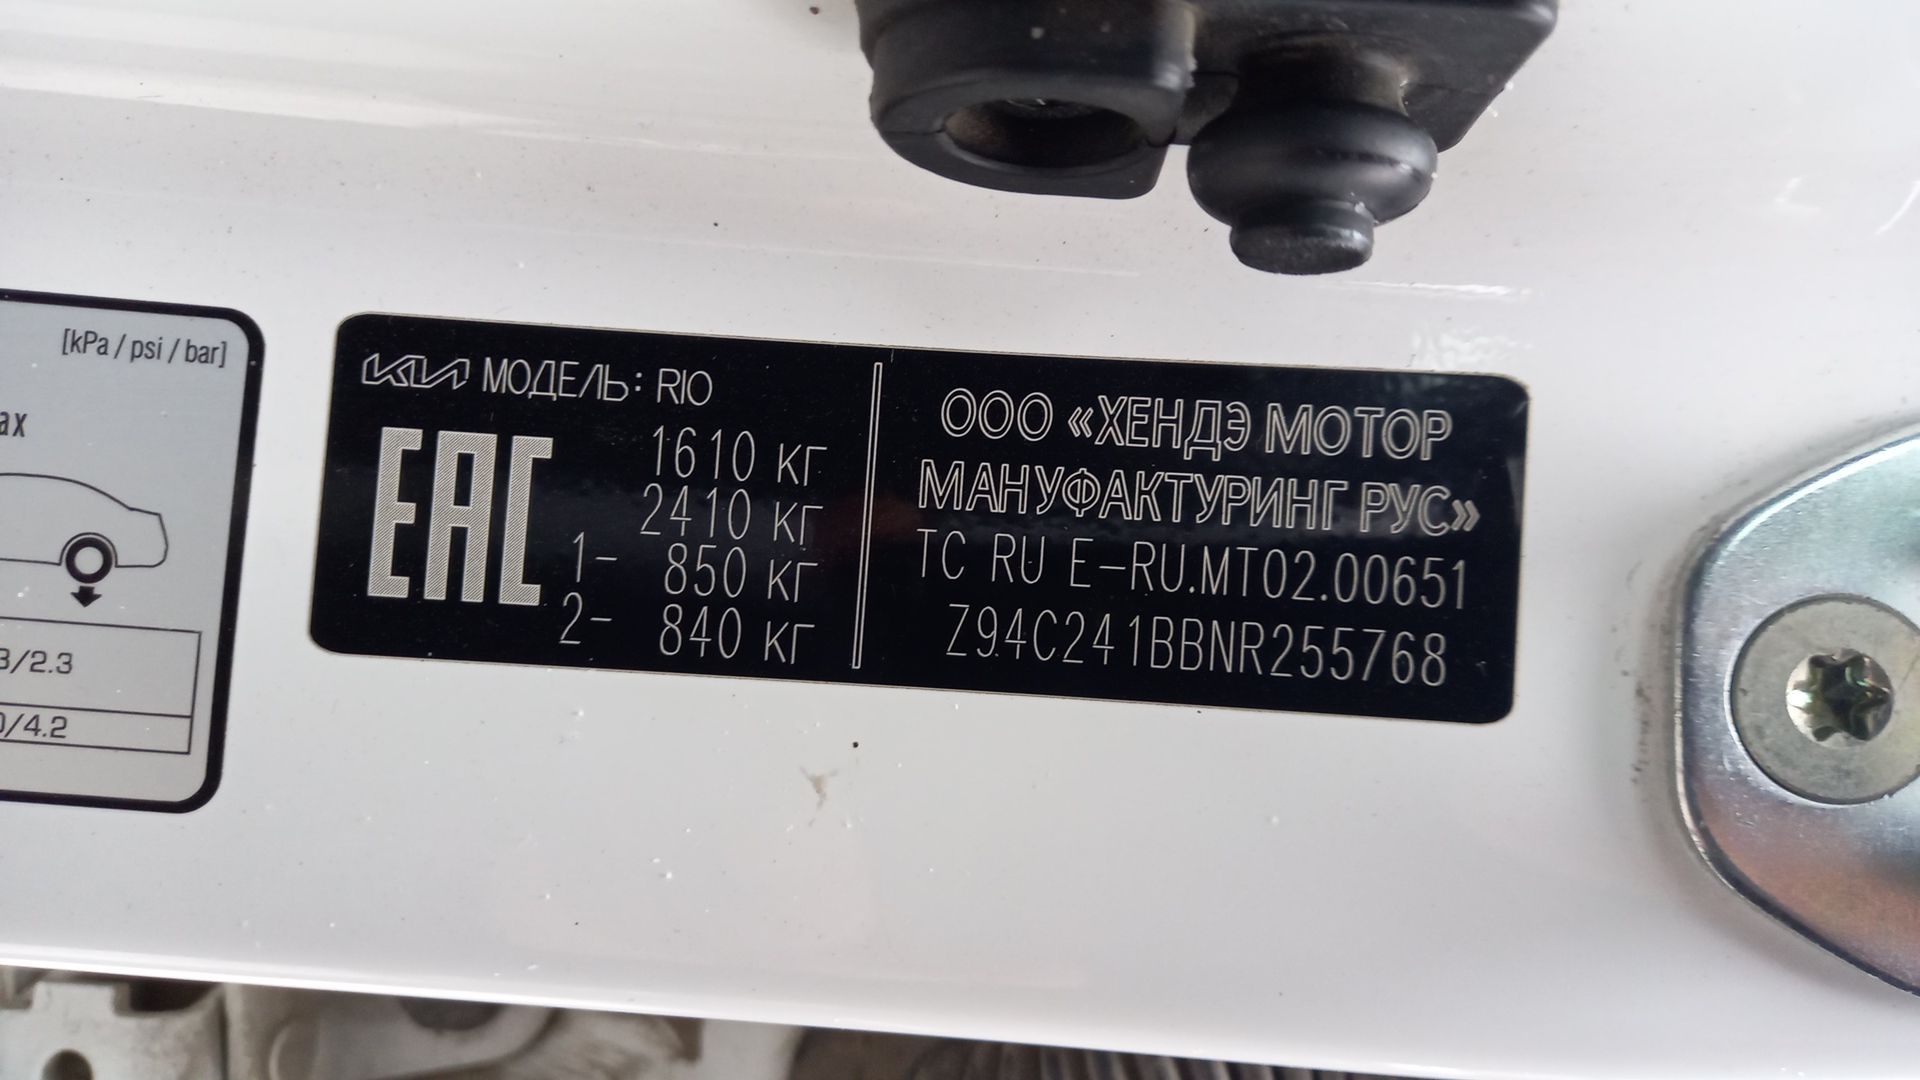 [kPa / psi / bar]
ax
3/2.3
0/4.2
KIA МОДЕЛЬ: RIO
EAC
1610 КГ
2410 КГ
1- 850 КГ
2- 840 КГ
ООО «ХЕНДЭ МОТОР
МАНУФАКТУРИНГ РУС»
ТС RU E-RU.MT02.00651
Z94C241BBNR255768